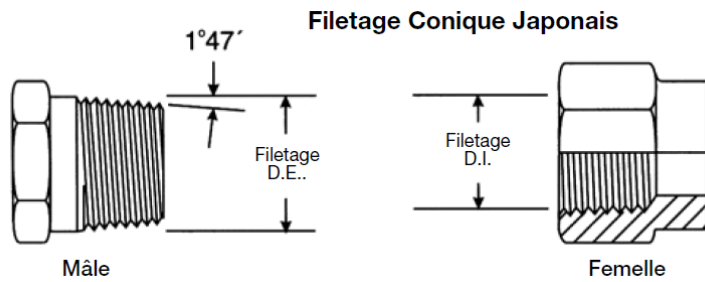 Filetage Conique Japonais
1°47´
Filetage
D.E..
Filetage
D.I.
Mâle
Femelle